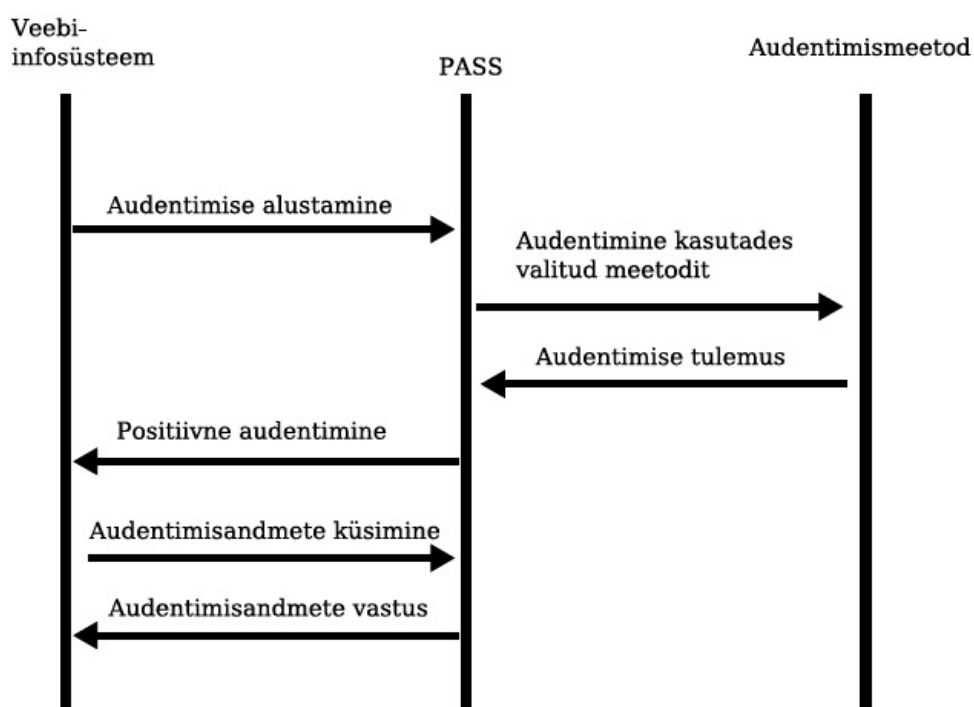 Veebi-
infosüsteem
PASS
Audentimismeetod
Audentimise alustamine
Audentimine kasutades
valitud meetodit
Audentimise tulemus
Positiivne audentimine
Audentimisandmete küsimine
Audentimisandmete vastus